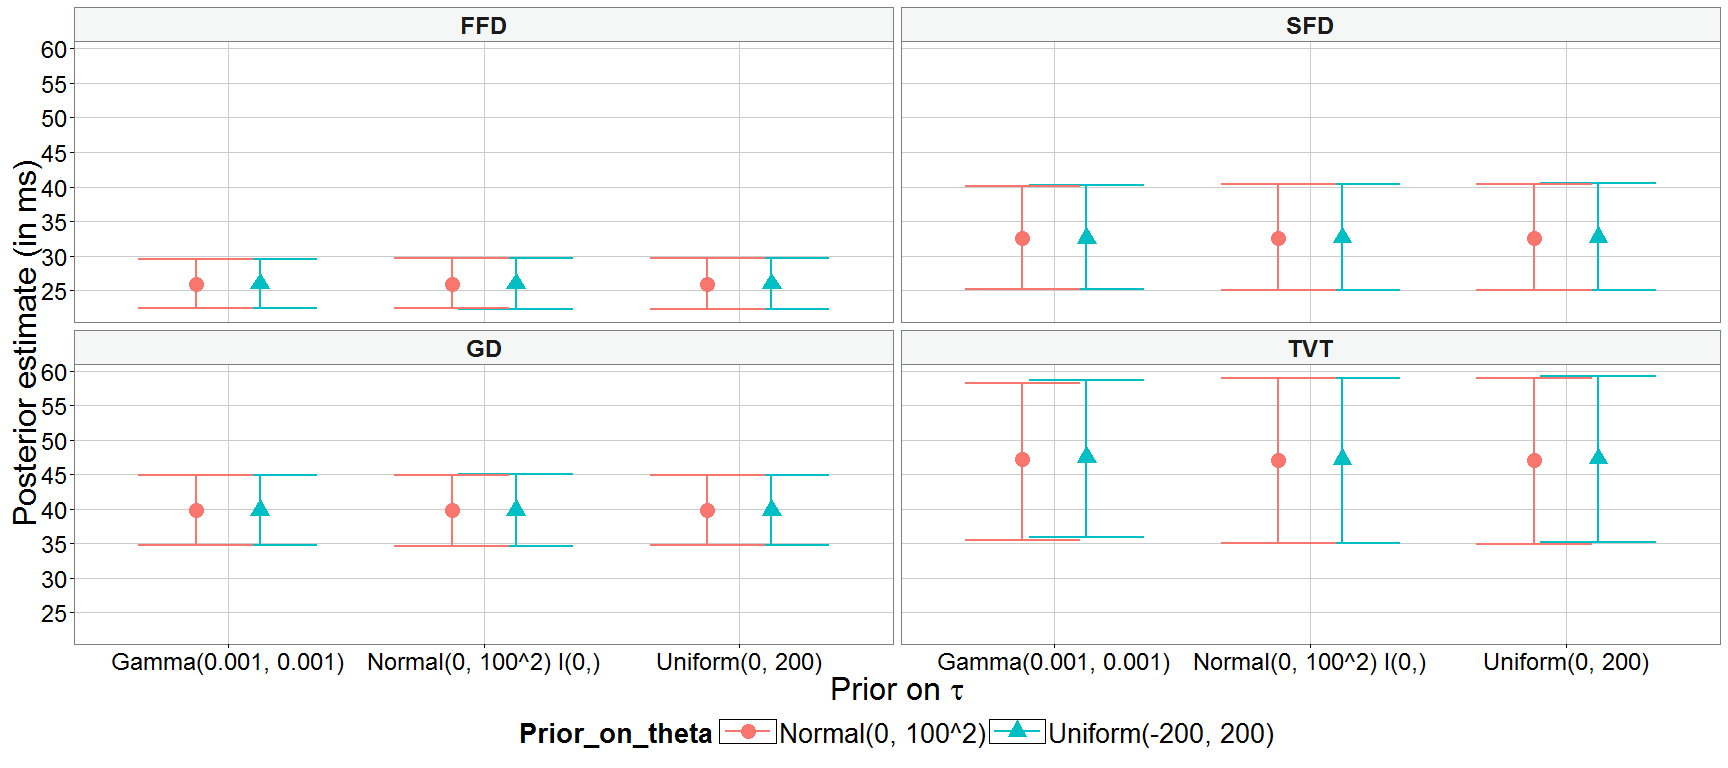 FFD
SFD
60
55
50
45
40
35
30
25
GD
TVT
60
55
50
45
40
35
30
25
Posterior estimate (in ms)
Gamma(0.001, 0.001) Normal(0, 100^2) I(0,) Uniform(0, 200)
Gamma(0.001, 0.001) Normal(0, 100^2) I(0,) Uniform(0, 200)
Prior on τ
Prior_on_theta Normal(0, 100^2) Uniform(-200, 200)